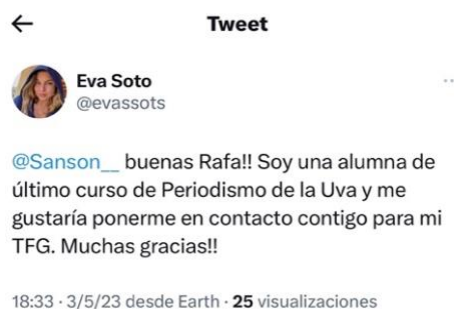 Tweet
Eva Soto
@evassots
@Sanson__ buenas Rafa!! Soy una alumna de
último curso de Periodismo de la Uva y me
gustaría ponerme en contacto contigo para mi
TFG. Muchas gracias!!
18:33 · 3/5/23 desde Earth · 25 visualizaciones